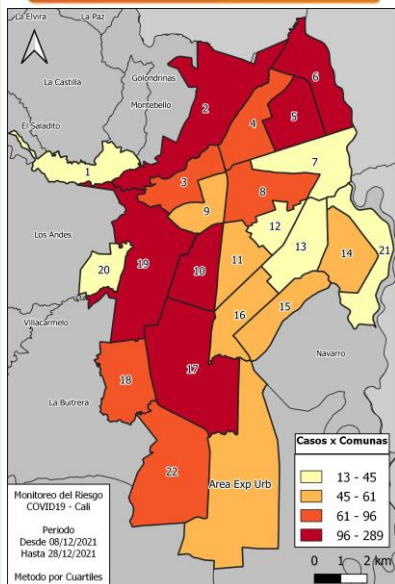 La Elvira
La Paz
La Castilla
Golondrinas
Montebello
El Saladito
6
2
4
5
1
7
3
8
9
12
Los Andes
13
14
21
20
19
10
11
15
16
Villacarmelo
Navarro
17
18
La Buitrera
22
Area Exp Urb
Casos x Comunas
13 - 45
45 - 61
61 - 96
96 - 289
Monitoreo del Riesgo
COVID19 - Cali
Periodo
Desde 08/12/2021
Hasta 28/12/2021
Metodo por Cuartiles
0 1 2 km